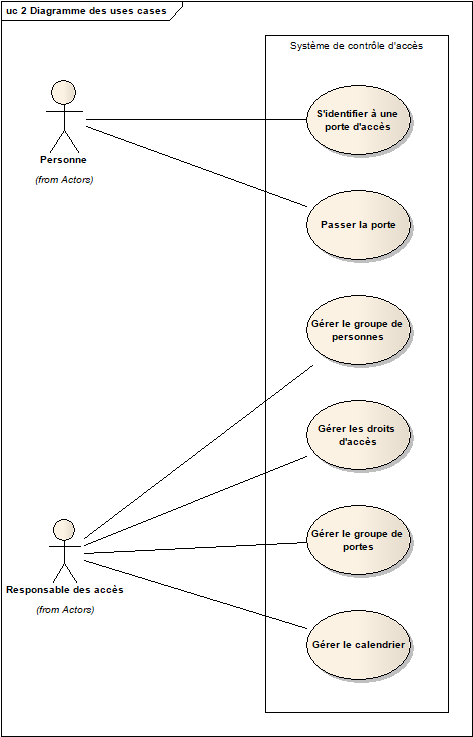 uc 2 Diagramme des uses cases
Système de contrôle d'accès
S'identifier à une
porte d'accès
Personne
(from Actors)
Passer la porte
Gérer le groupe de
personnes
Gérer les droits
d'accès
Gérer le groupe de
portes
Responsable des accès
(from Actors)
Gérer le calendrier